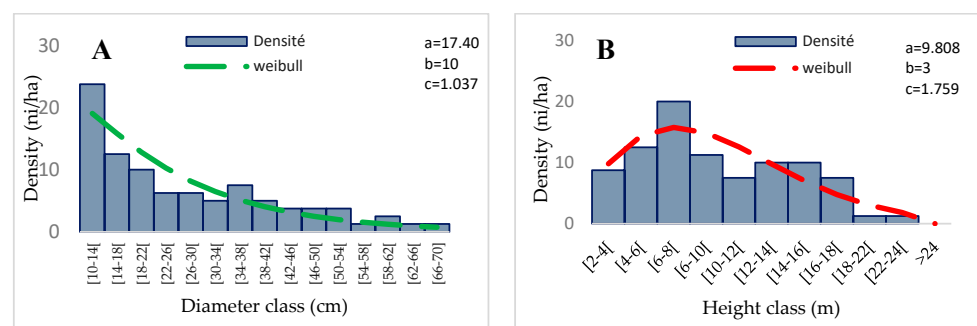 A
Densité
weibull
a=17.40
b=10
c=1.037
30
20
10
0
Density (ni/ha)
[10-14[
[14-18[
[18-22[
[22-26[
[26-30[
[30-34[
[34-38[
[38-42[
[42-46[
[46-50[
[50-54[
[54-58[
[58-62[
[62-66[
[66-70]
Diameter class (cm)
B
Densité
weibull
a=9.808
b=3
c=1.759
30
20
10
0
Density (ni/ha)
[2-4[
[4-6[
[6-8[
[6-10[
[10-12[
[12-14[
[14-16[
[16-18[
[18-22[
[22-24[
>24
Height class (m)